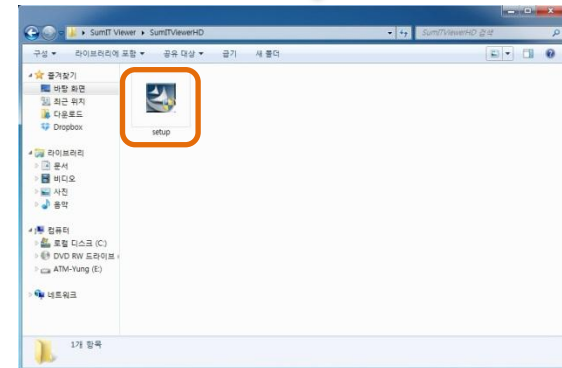 SumIT Viewer ▸ SumITViewerHD
SumITViewerHD 검색
구성 라이브러리에 포함 공유 대상 굽기 새 폴더
즐겨찾기
바탕 화면
최근 위치
다운로드
Dropbox
setup
라이브러리
문서
비디오
사진
음악
컴퓨터
로컬 디스크 (C:)
DVD RW 드라이브
ATM-Yung (E:)
네트워크
1개 항목